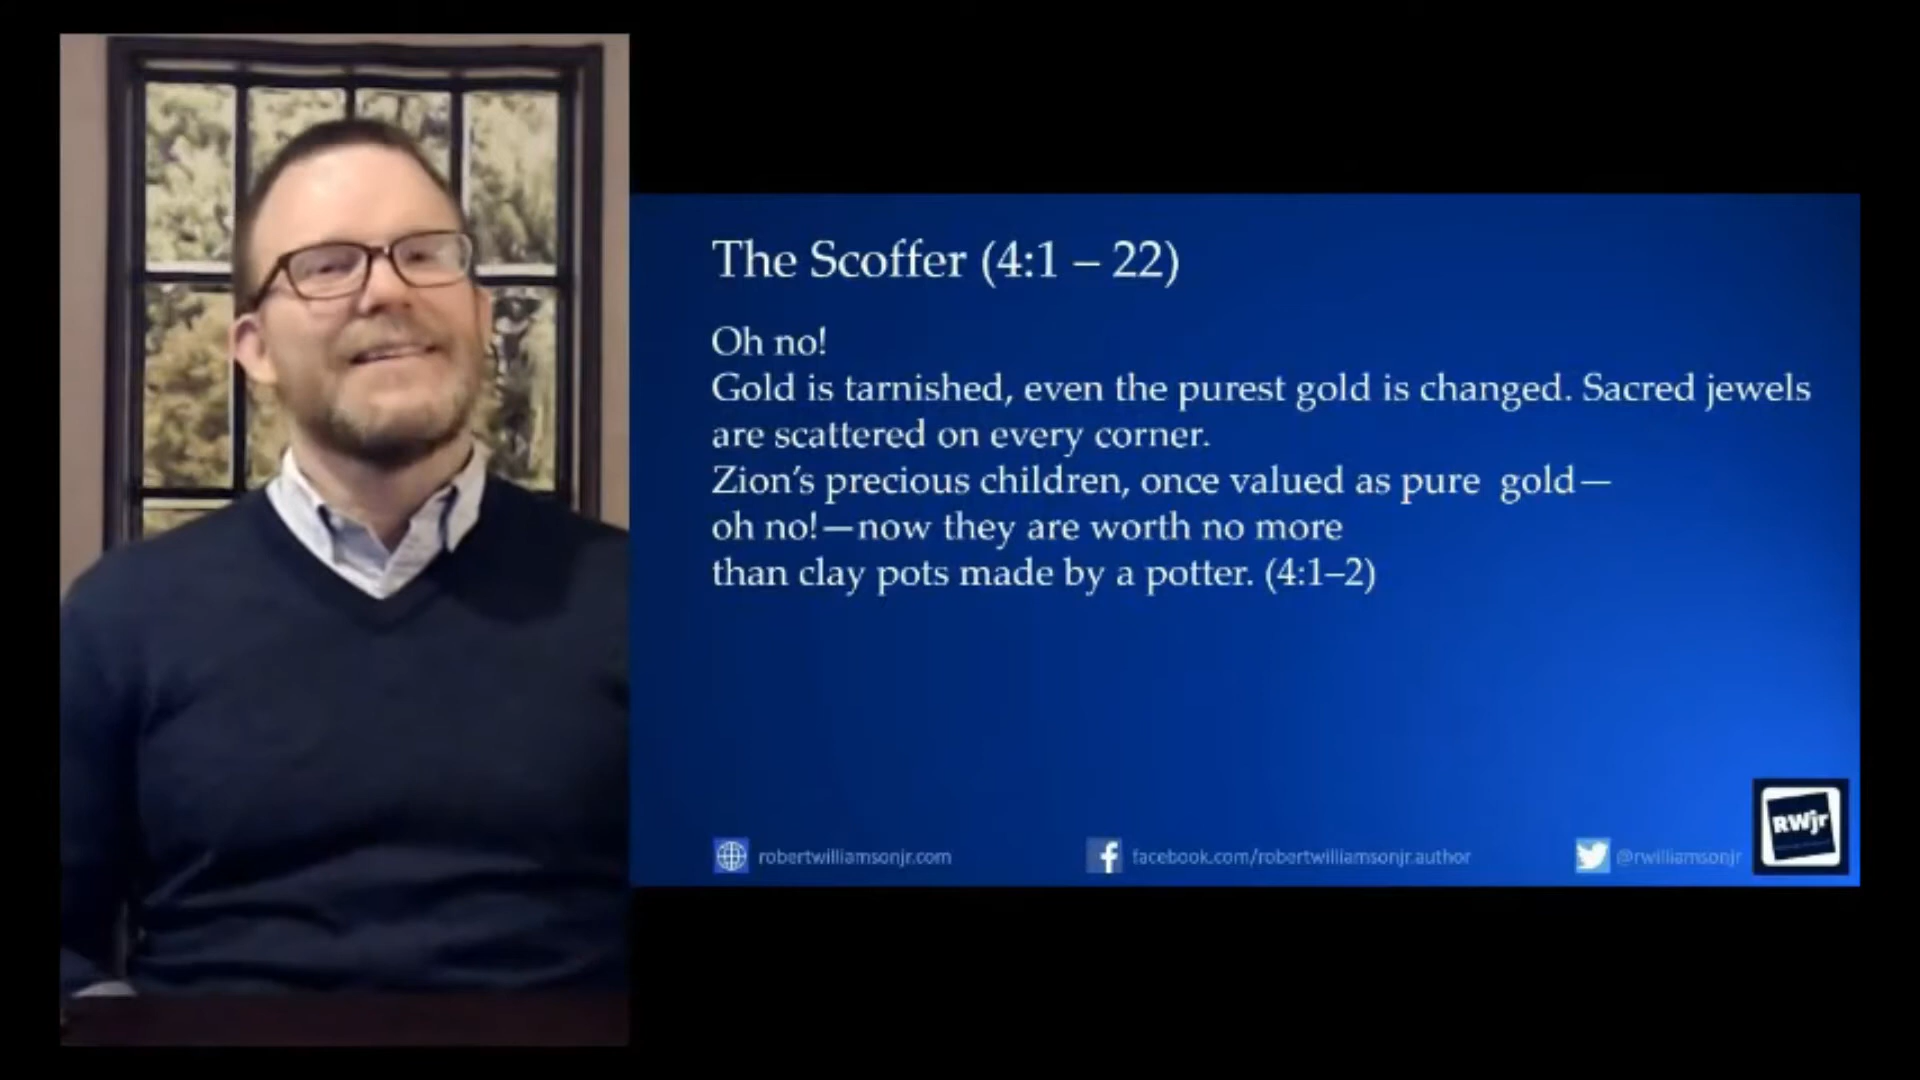 The Scoffer (4:1 – 22)
Oh no!
Gold is tarnished, even the purest gold is changed. Sacred jewels
are scattered on every corner.
Zion’s precious children, once valued as pure gold—
oh no!—now they are worth no more
than clay pots made by a potter. (4:1–2)
robertwilliamsonjr.com
facebook.com/robertwilliamsonjr.author
@rwilliamsonjr
RWjr